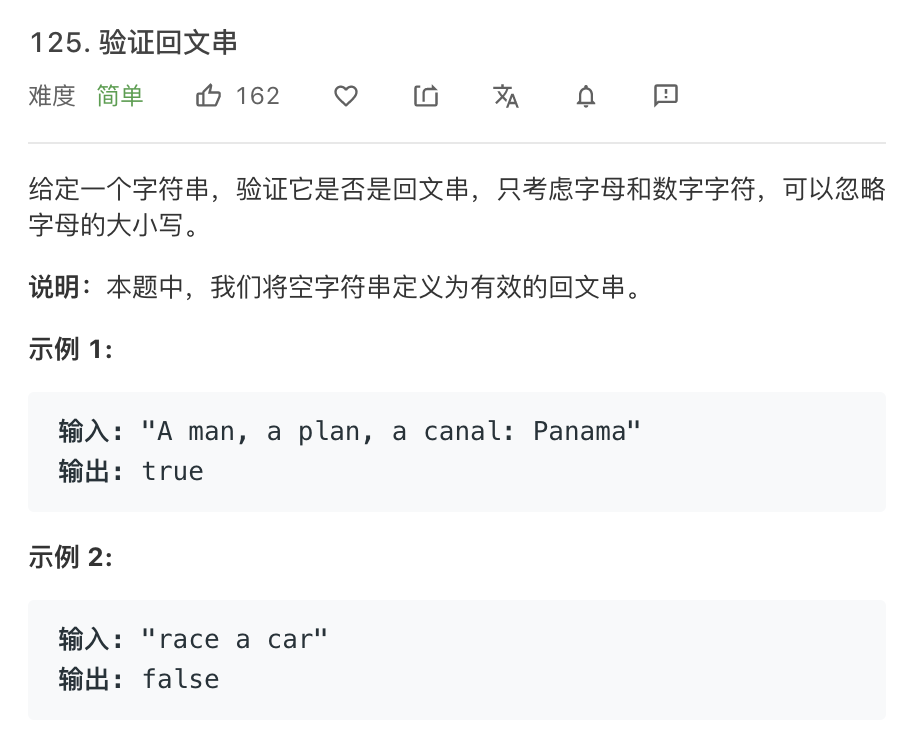 125. 验证回文串
难度 简单 162
给定一个字符串，验证它是否是回文串，只考虑字母和数字字符，可以忽略
字母的大小写。
说明：本题中，我们将空字符串定义为有效的回文串。
示例 1:
输入: "A man, a plan, a canal: Panama"
输出: true
示例 2:
输入: "race a car"
输出: false